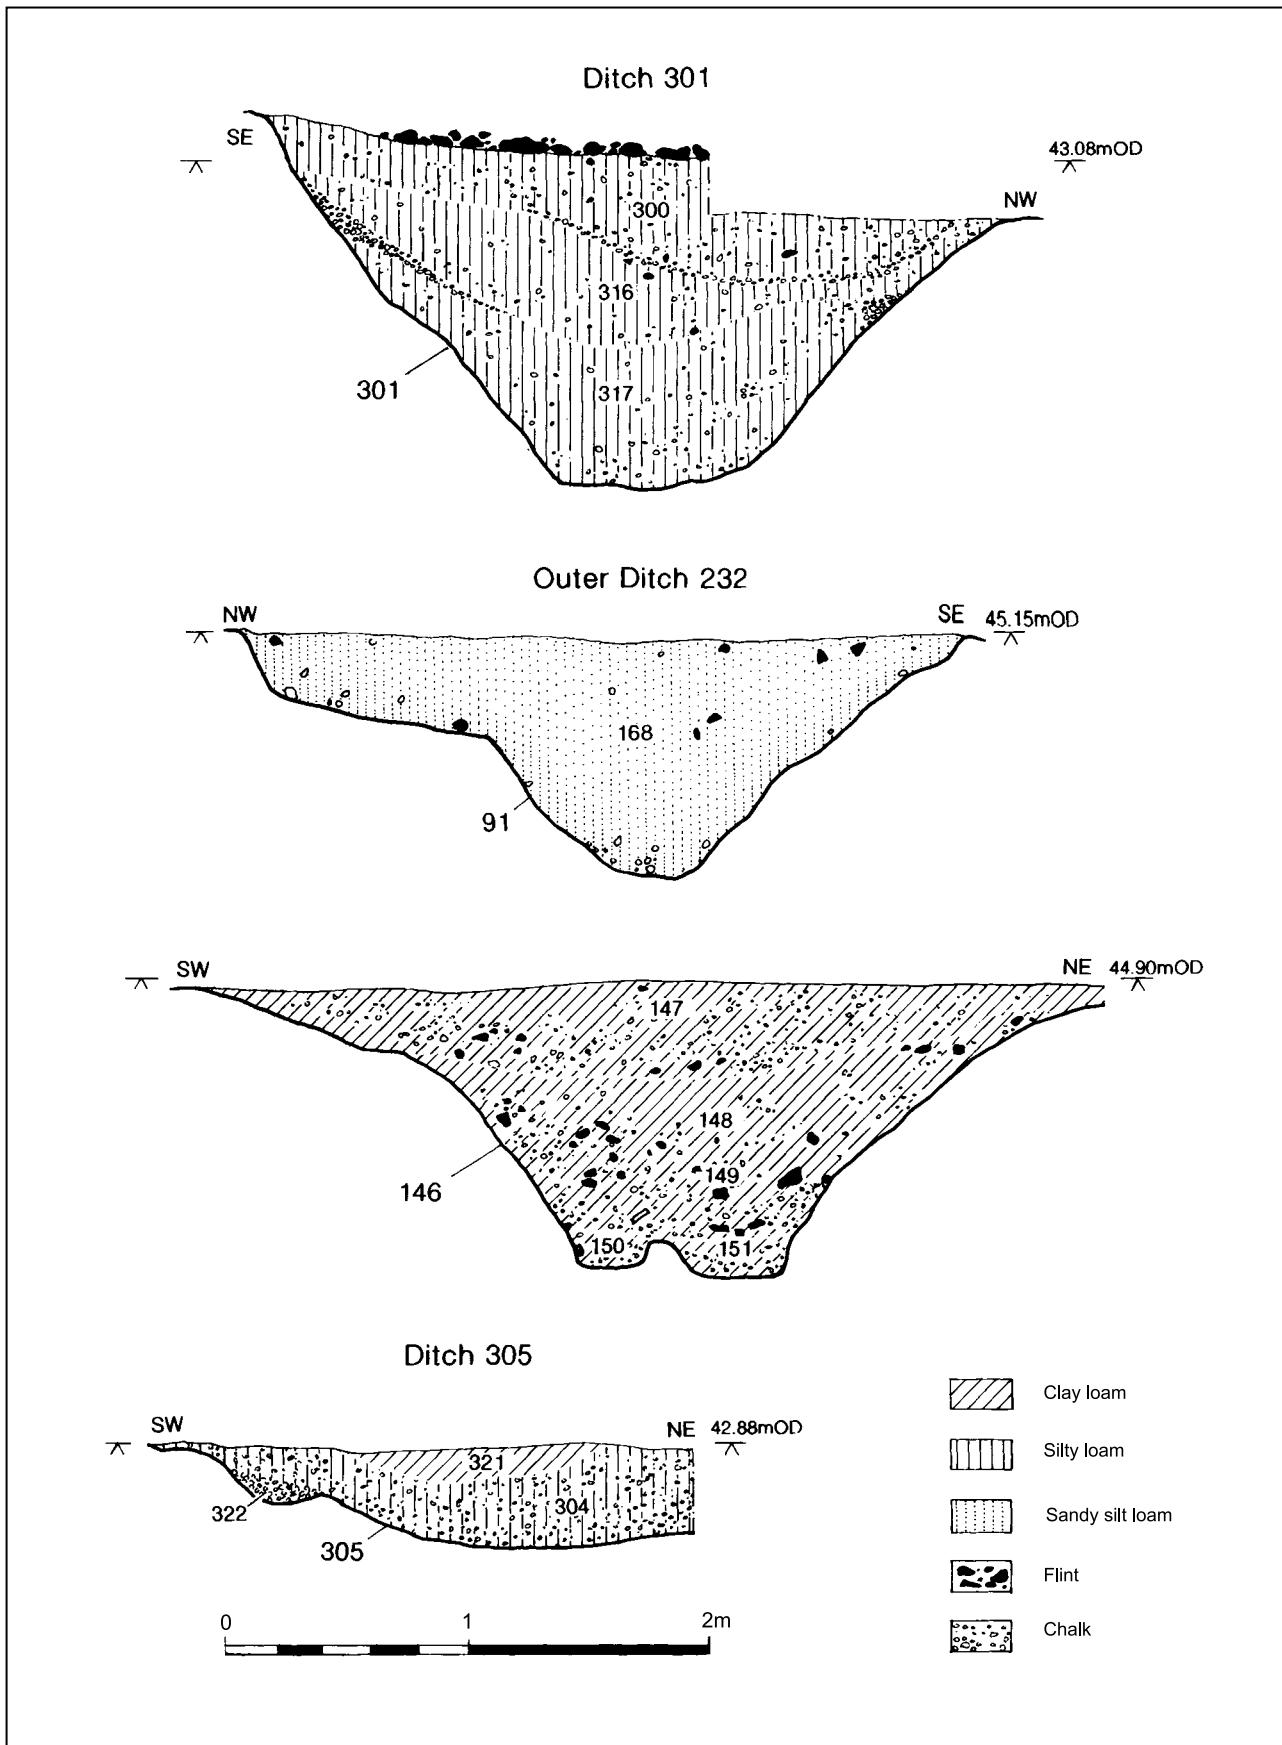 Ditch 301
SE
43.08mOD
NW
300
316
301
317
Outer Ditch 232
NW
SE 45.15mOD
168
91
SW
NE 44.90mOD
147
148
149
146
150
151
Ditch 305
SW
NE 42.88mOD
321
322
304
305
0 1 2m
Clay loam
Silty loam
Sandy silt loam
Flint
Chalk